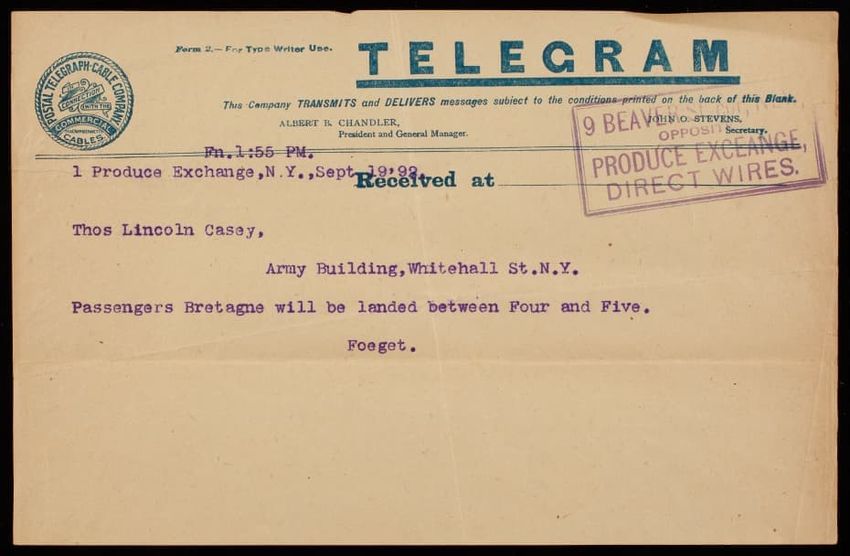 Form 2.—For Type Writer Use.
TELEGRAM
POSTAL TELEGRAPH-CABLE COMPANY
CONNECTION
WITH THE
COMMERCIAL
CABLES.
This Company TRANSMITS and DELIVERS messages subject to the conditions printed on the back of this Blank.
ALBERT B. CHANDLER,
President and General Manager.
JOHN O. STEVENS,
Secretary.
9 BEAVER
OPPOSITE
PRODUCE EXCEANGE,
DIRECT WIRES.
Fn.1:55 PM.
1 Produce Exchange,N.Y.,Sept 19'92.
Received at
Thos Lincoln Casey,
Army Building,Whitehall St.N.Y.
Passengers Bretagne will be landed between Four and Five.
Foeget.